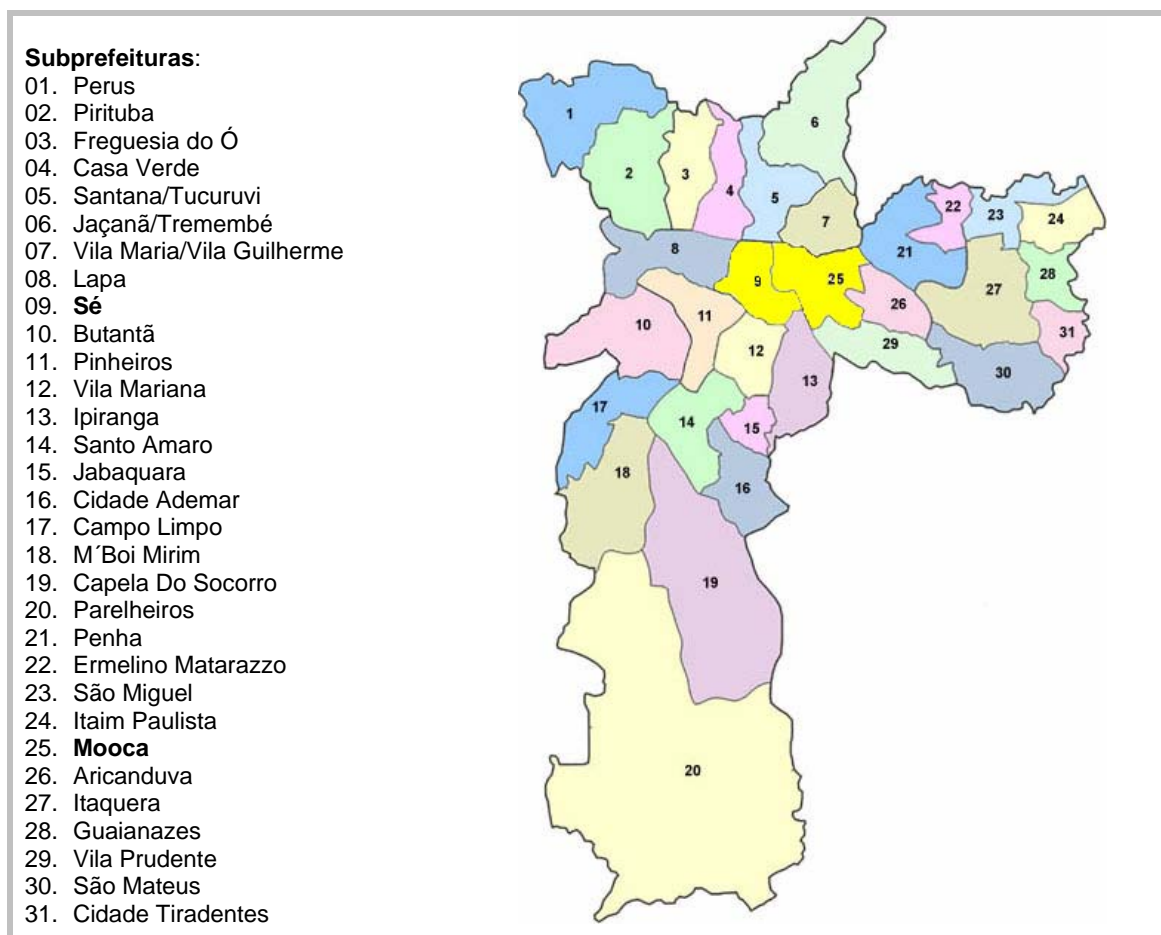 Subprefeituras:
01. Perus
02. Pirituba
03. Freguesia do Ó
04. Casa Verde
05. Santana/Tucuruvi
06. Jaçanã/Tremembé
07. Vila Maria/Vila Guilherme
08. Lapa
09. Sé
10. Butantã
11. Pinheiros
12. Vila Mariana
13. Ipiranga
14. Santo Amaro
15. Jabaquara
16. Cidade Ademar
17. Campo Limpo
18. M´Boi Mirim
19. Capela Do Socorro
20. Parelheiros
21. Penha
22. Ermelino Matarazzo
23. São Miguel
24. Itaim Paulista
25. Mooca
26. Aricanduva
27. Itaquera
28. Guaianazes
29. Vila Prudente
30. São Mateus
31. Cidade Tiradentes
1
6
2
3
4
5
7
22
23
24
8
21
9
25
28
27
26
11
10
31
29
12
30
13
17
14
15
18
16
19
20